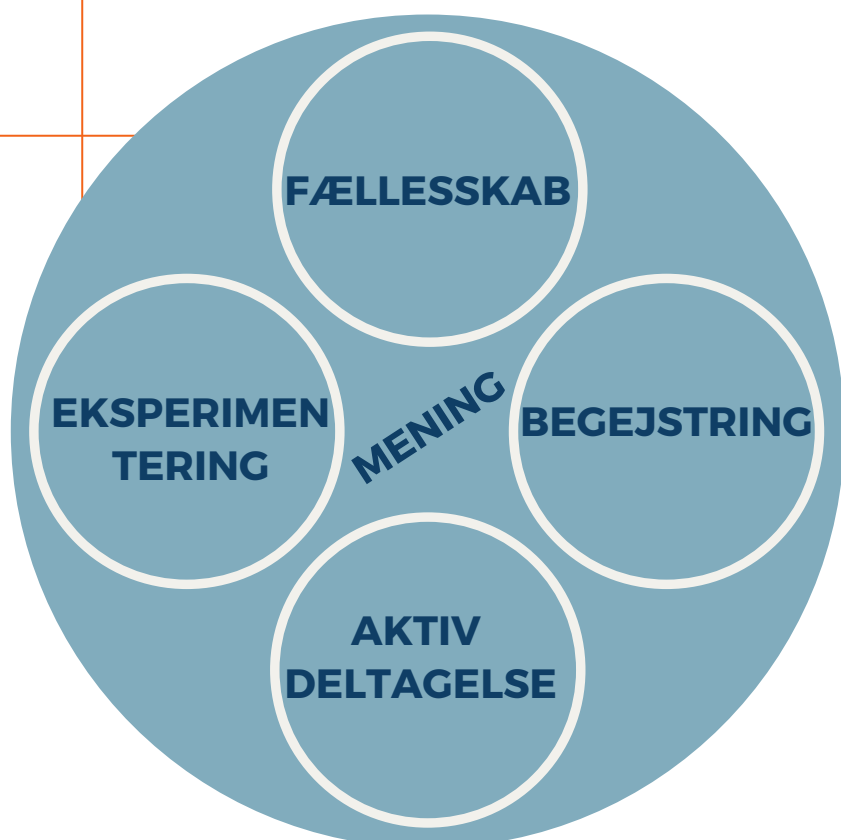 FÆLLESSKAB
EKSPERIMEN
TERING
MENING
BEGEJSTRING
AKTIV
DELTAGELSE